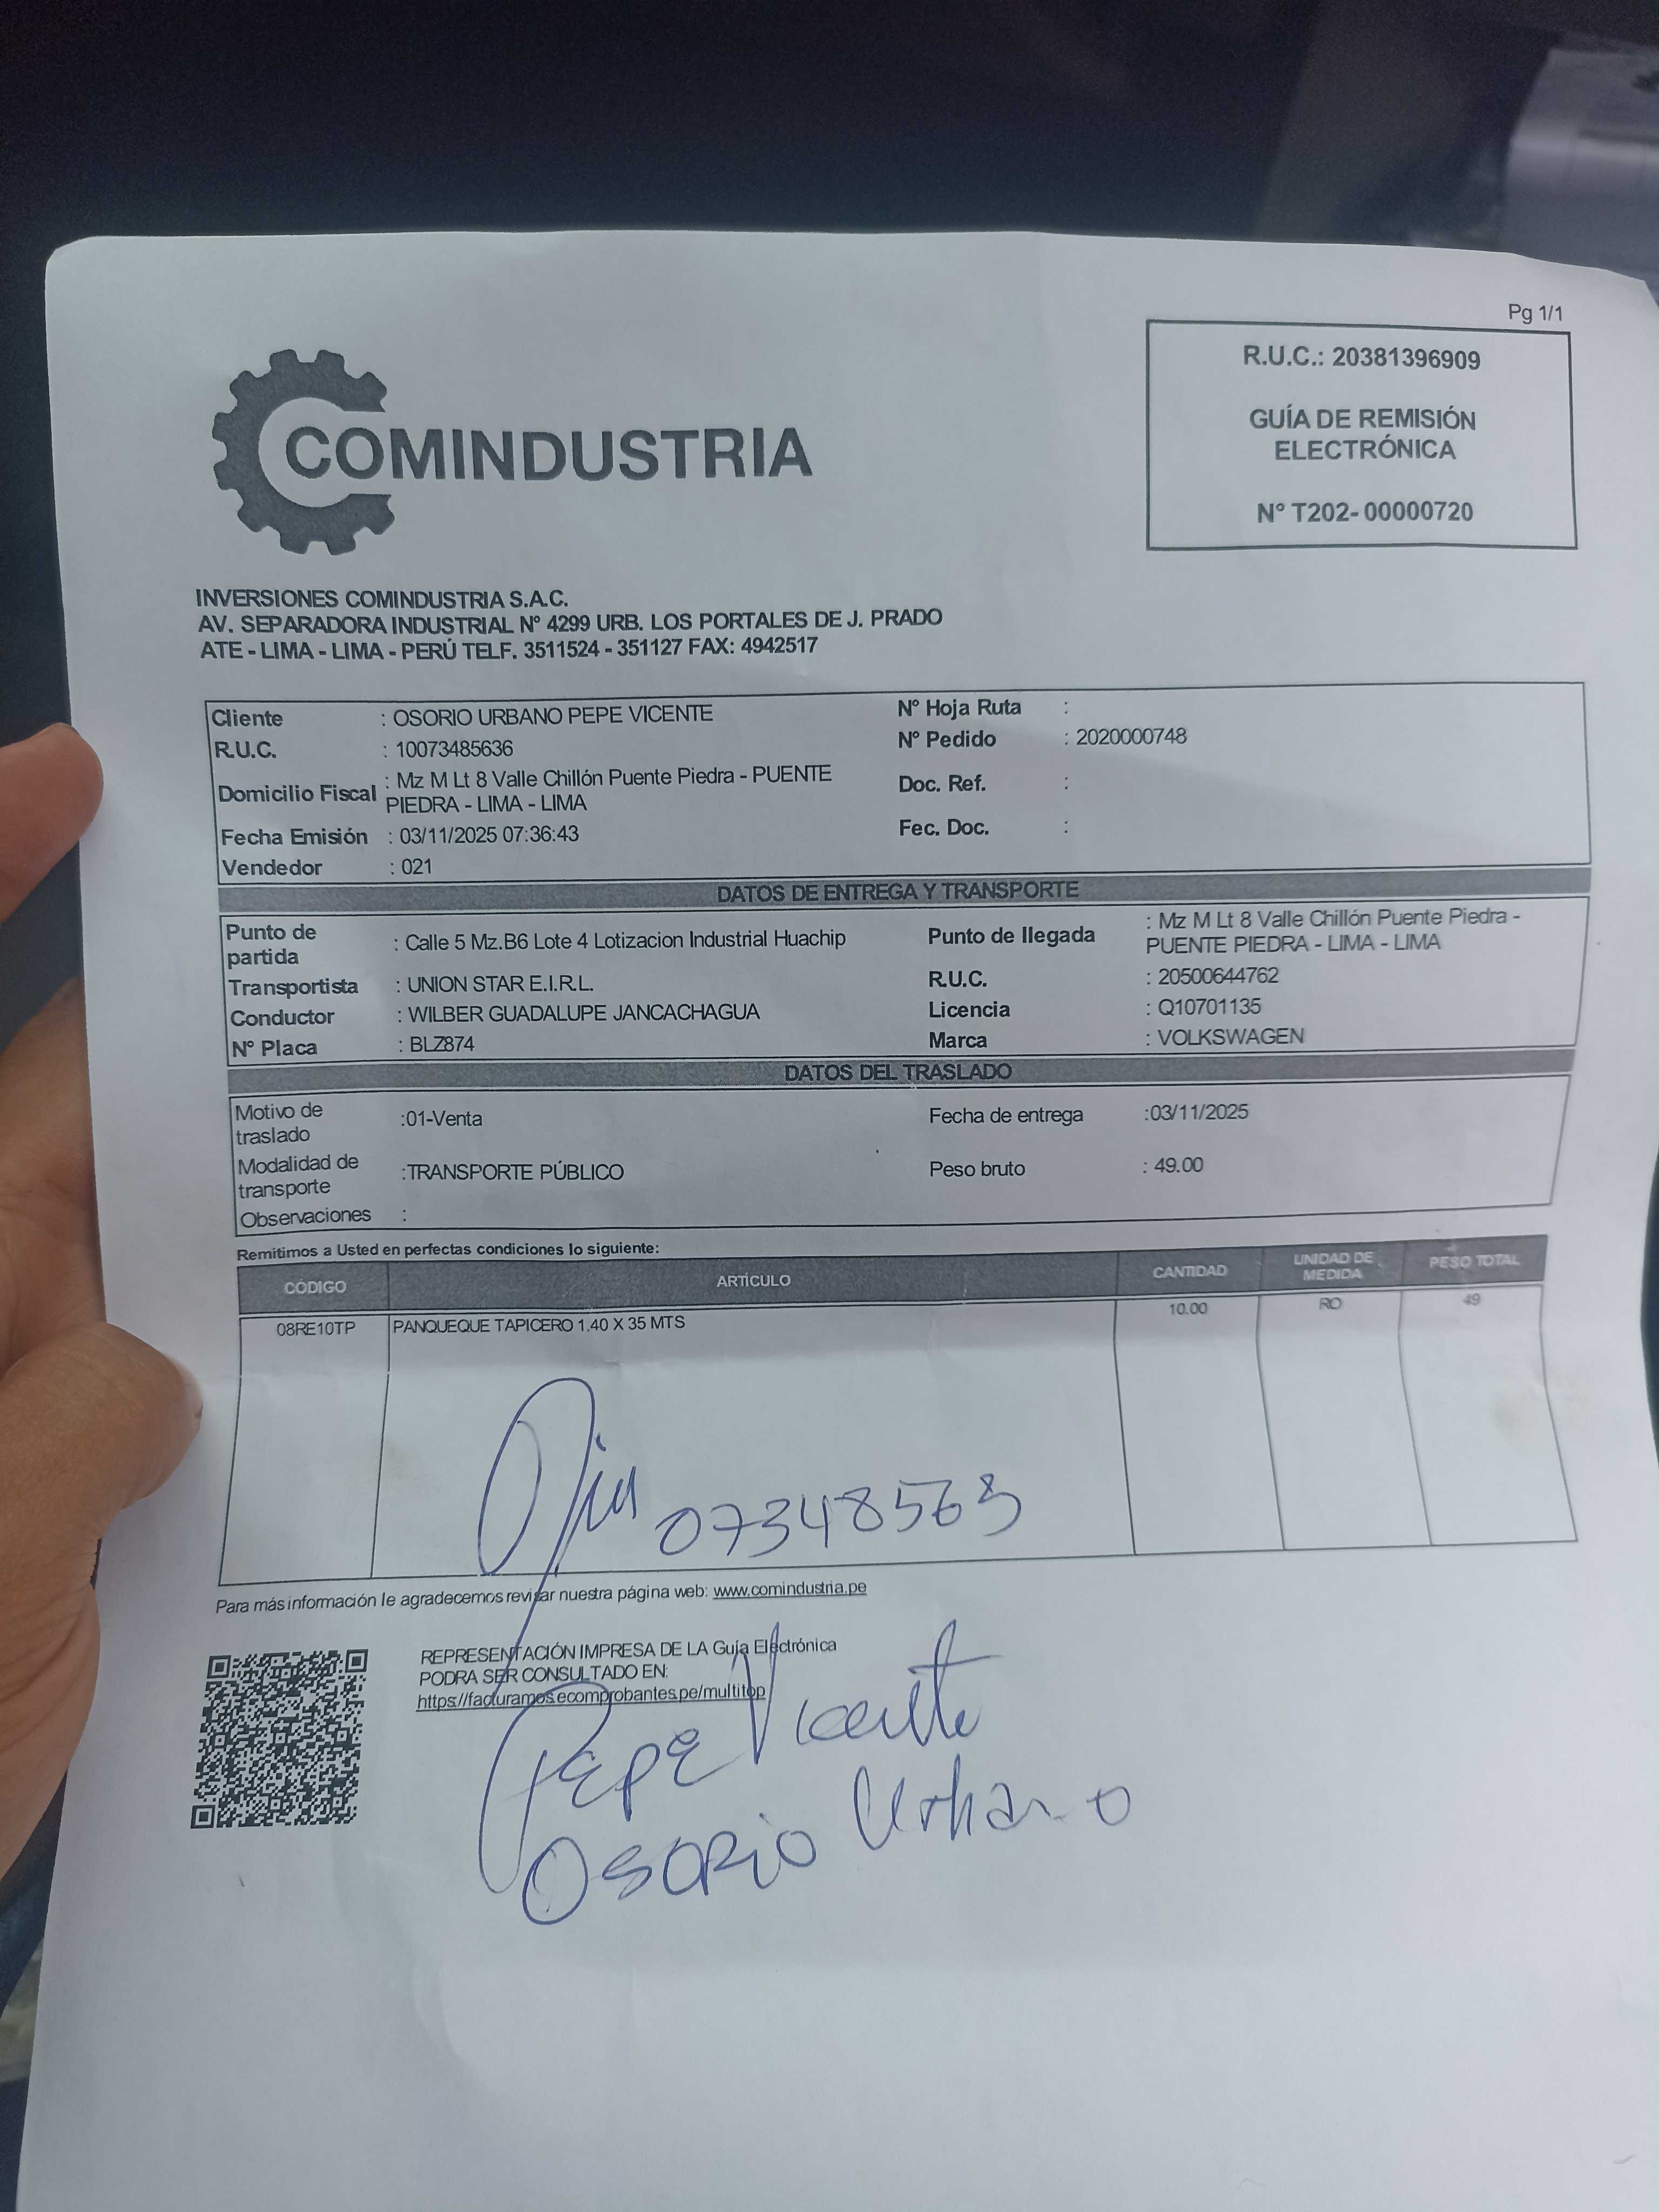 Pg 1/1
R.U.C.: 20381396909
GUÍA DE REMISIÓN
ELECTRÓNICA
N° T202- 00000720
COMINDUSTRIA
INVERSIONES COMINDUSTRIA S.A.C.
AV. SEPARADORA INDUSTRIAL N° 4299 URB. LOS PORTALES DE J. PRADO
ATE - LIMA - LIMA - PERÚ TELF. 3511524 - 351127 FAX: 4942517
Cliente : OSORIO URBANO PEPE VICENTE N° Hoja Ruta :
R.U.C. : 10073485636 N° Pedido : 2020000748
Domicilio Fiscal : Mz M Lt 8 Valle Chillón Puente Piedra - PUENTE Doc. Ref. :
PIEDRA - LIMA - LIMA
Fecha Emisión : 03/11/2025 07:36:43 Fec. Doc. :
Vendedor : 021
DATOS DE ENTREGA Y TRANSPORTE
Punto de partida : Calle 5 Mz.B6 Lote 4 Lotizacion Industrial Huachip Punto de llegada : Mz M Lt 8 Valle Chillón Puente Piedra -
PUENTE PIEDRA - LIMA - LIMA
Transportista : UNION STAR E.I.R.L. R.U.C. : 20500644762
Conductor : WILBER GUADALUPE JANCACHAGUA Licencia : Q10701135
N° Placa : BLZ874 Marca : VOLKSWAGEN
DATOS DEL TRASLADO
Motivo de traslado :01-Venta Fecha de entrega :03/11/2025
Modalidad de transporte :TRANSPORTE PÚBLICO Peso bruto : 49.00
Observaciones :
Remitimos a Usted en perfectas condiciones lo siguiente:
CÓDIGO ARTÍCULO CANTIDAD UNIDAD DE MEDIDA PESO TOTAL
08RE10TP PANQUEQUE TAPICERO 1.40 X 35 MTS 10.00 RO 49
07348563
Para más información le agradecemos revisar nuestra página web: www.comindustria.pe
REPRESENTACIÓN IMPRESA DE LA Guía Electrónica
PODRA SER CONSULTADO EN:
https://facturamos.ecomprobantes.pe/multitop
Pepe Vicente
Osorio Urbano